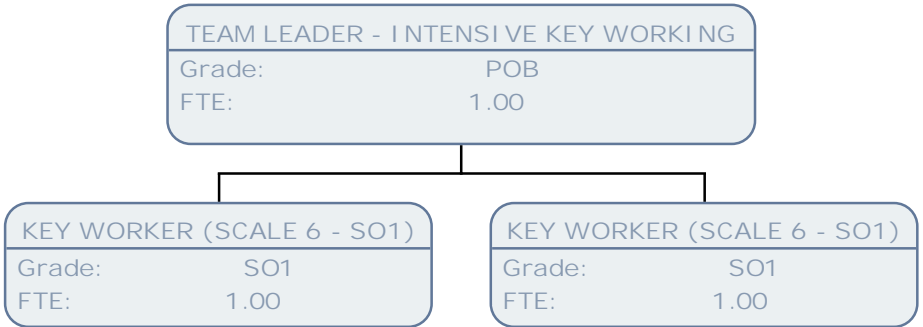 TEAM LEADER - INTENSIVE KEY WORKING
Grade: POB
FTE: 1.00
KEY WORKER (SCALE 6 - SO1)
Grade: SO1
FTE: 1.00
KEY WORKER (SCALE 6 - SO1)
Grade: SO1
FTE: 1.00